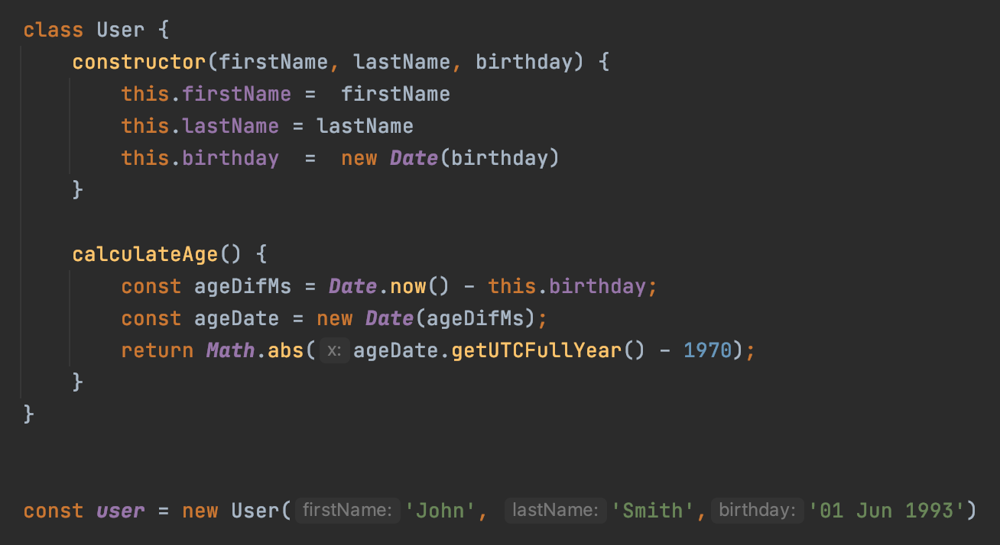 class User {
    constructor(firstName, lastName, birthday) {
        this.firstName =  firstName
        this.lastName = lastName
        this.birthday  =  new Date(birthday)
    }

    calculateAge() {
        const ageDifMs = Date.now() - this.birthday;
        const ageDate = new Date(ageDifMs);
        return Math.abs( x: ageDate.getUTCFullYear() - 1970);
    }
}


const user = new User( firstName: 'John', lastName: 'Smith', birthday: '01 Jun 1993')